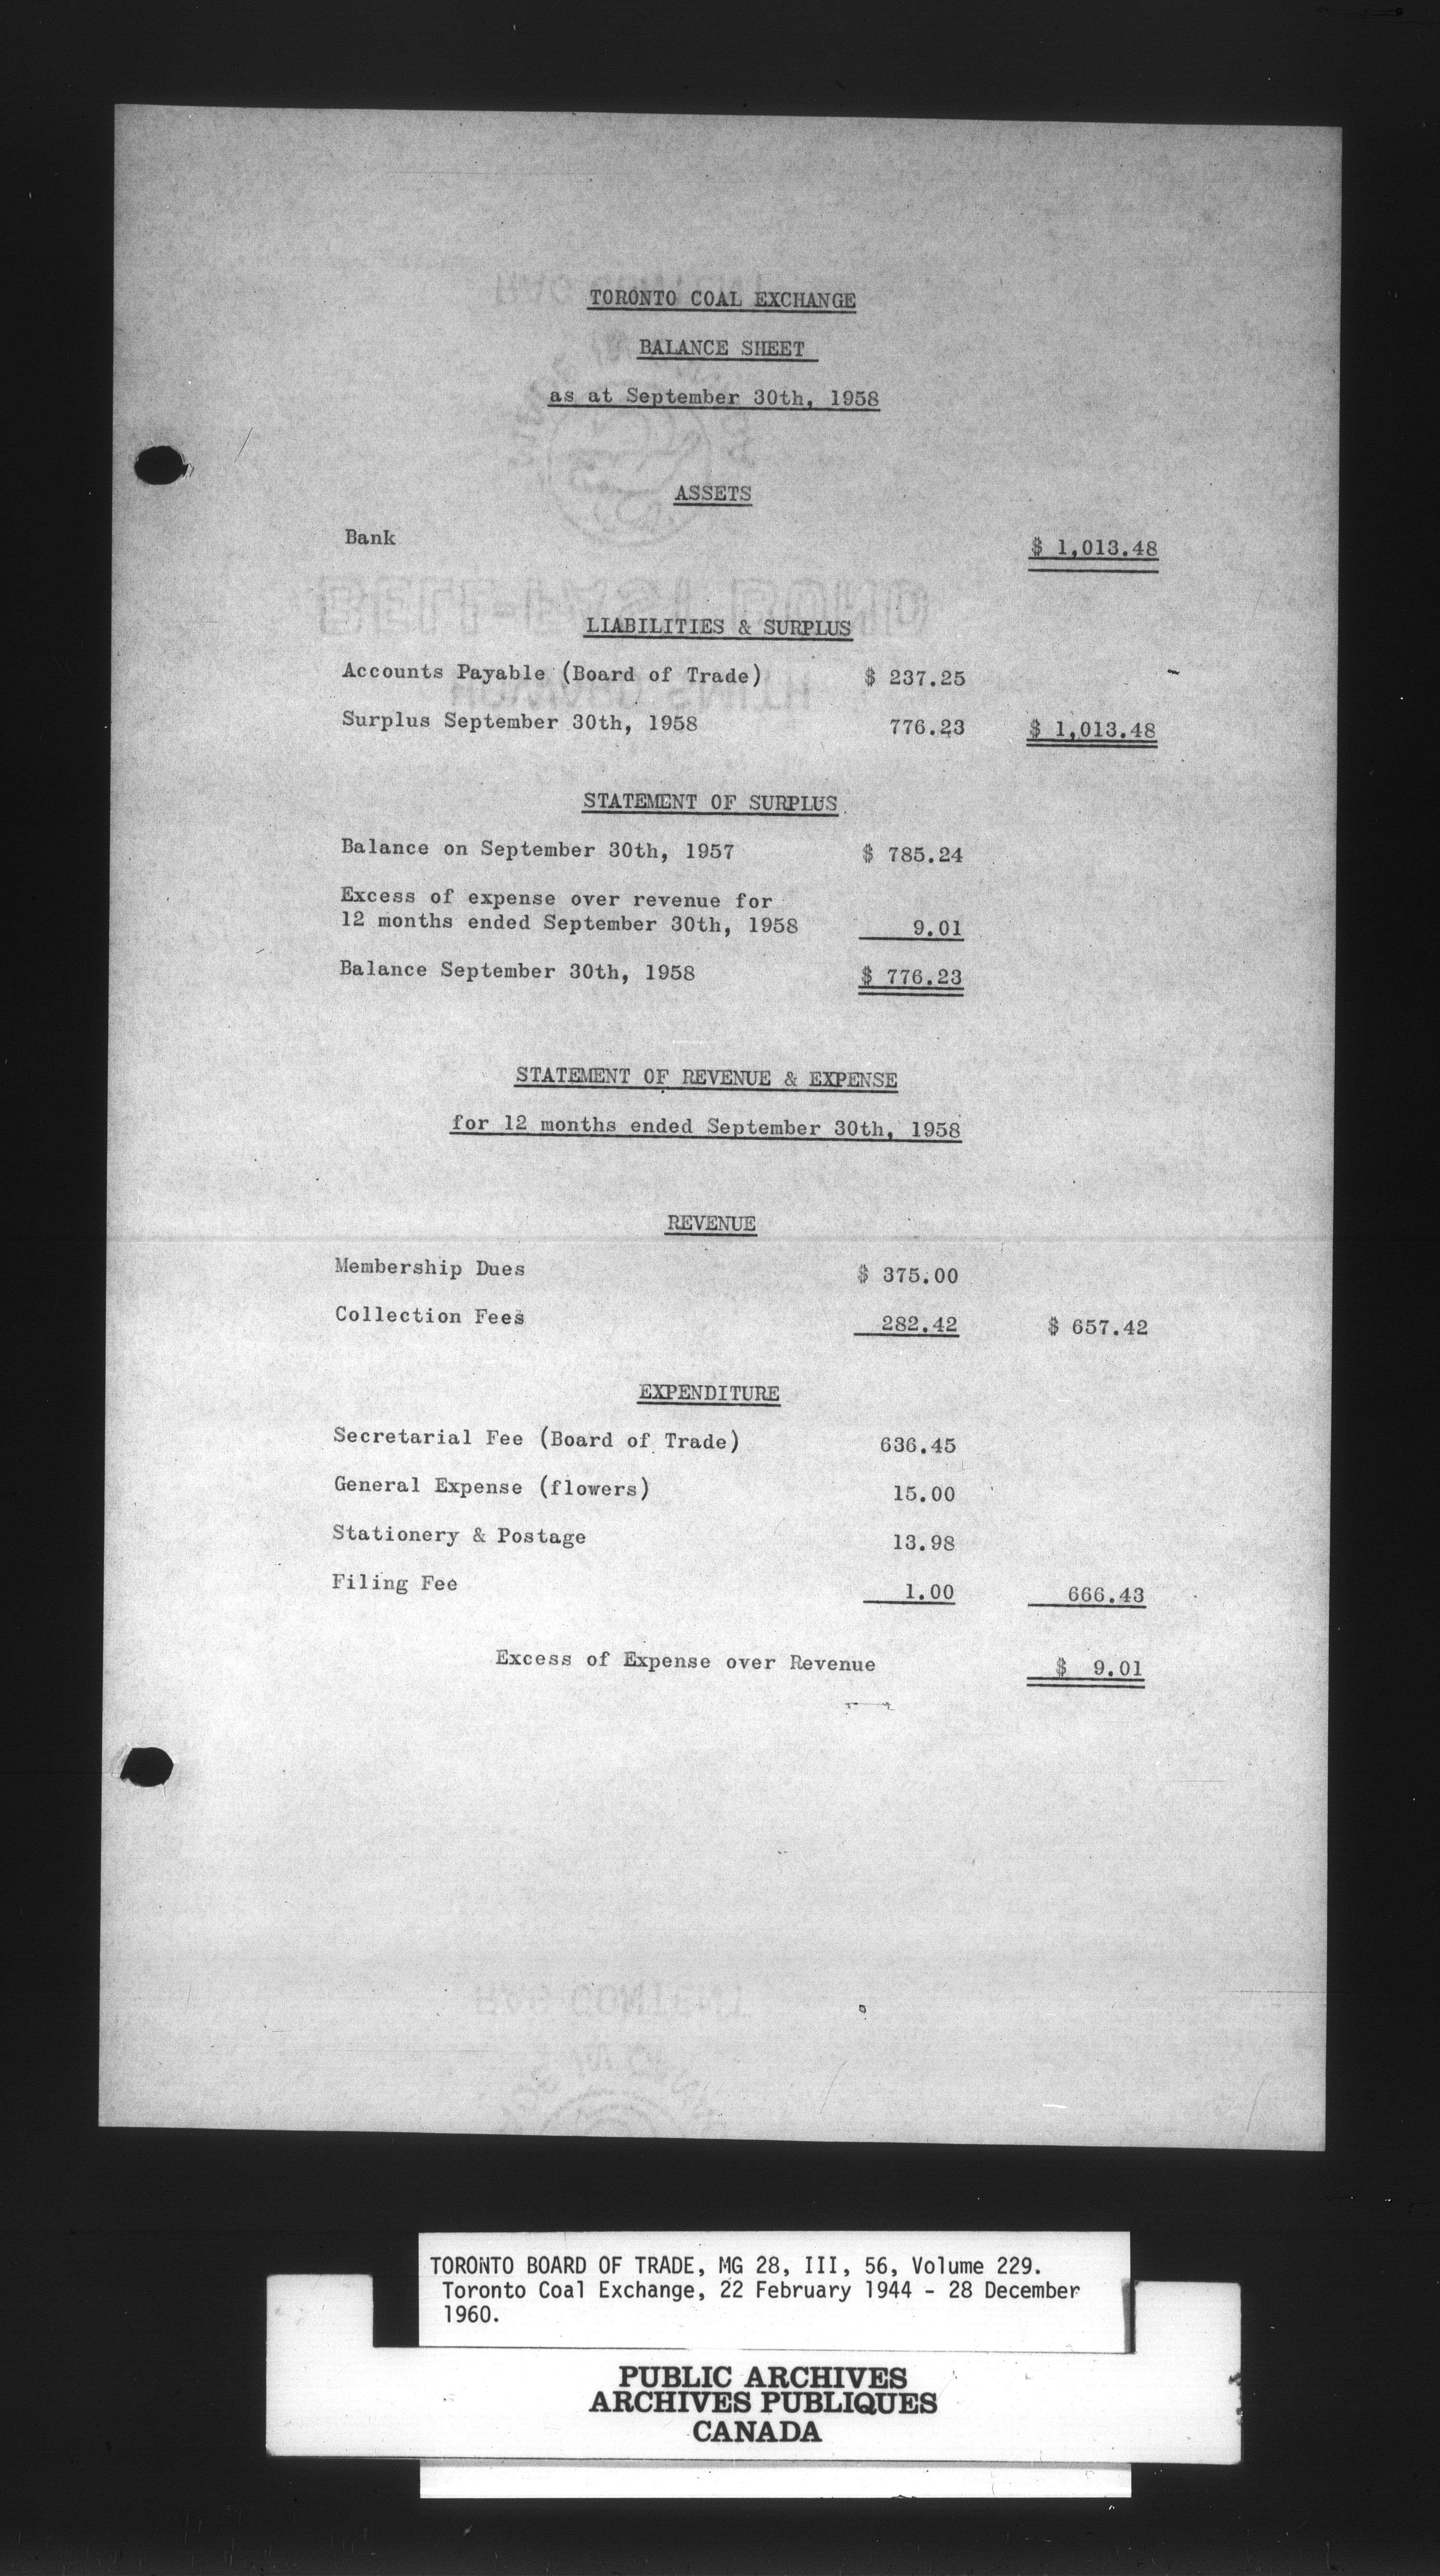 TORONTO COAL EXCHANGE
BALANCE SHEET
as at September 30th, 1958
ASSETS
Bank $ 1,013.48
LIABILITIES & SURPLUS
Accounts Payable (Board of Trade) $ 237.25
Surplus September 30th, 1958 776.23 $ 1,013.48
STATEMENT OF SURPLUS
Balance on September 30th, 1957 $ 785.24
Excess of expense over revenue for
12 months ended September 30th, 1958 9.01
Balance September 30th, 1958 $ 776.23
STATEMENT OF REVENUE & EXPENSE
for 12 months ended September 30th, 1958
REVENUE
Membership Dues $ 375.00
Collection Fees 282.42 $ 657.42
EXPENDITURE
Secretarial Fee (Board of Trade) 636.45
General Expense (flowers) 15.00
Stationery & Postage 13.98
Filing Fee 1.00 666.43
Excess of Expense over Revenue $ 9.01
RAG CONTENT
TORONTO BOARD OF TRADE, MG 28, III, 56, Volume 229.
Toronto Coal Exchange, 22 February 1944 - 28 December
1960.
PUBLIC ARCHIVES
ARCHIVES PUBLIQUES
CANADA